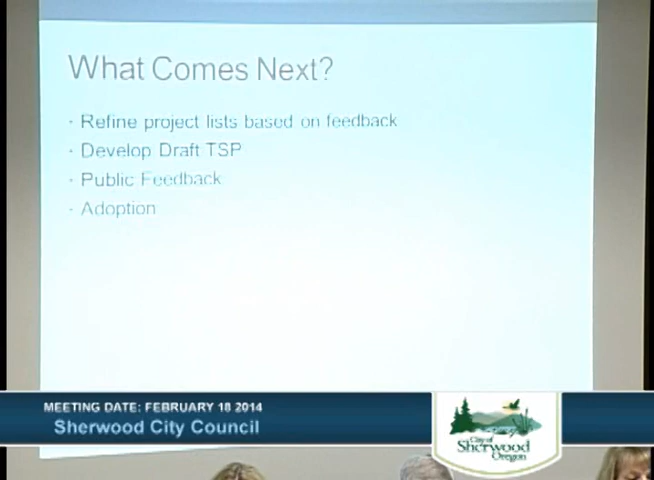 What Comes Next?
· Refine project lists based on feedback
· Develop Draft TSP
· Public Feedback
· Adoption
MEETING DATE: FEBRUARY 18 2014
Sherwood City Council
City of
Sherwood
Oregon